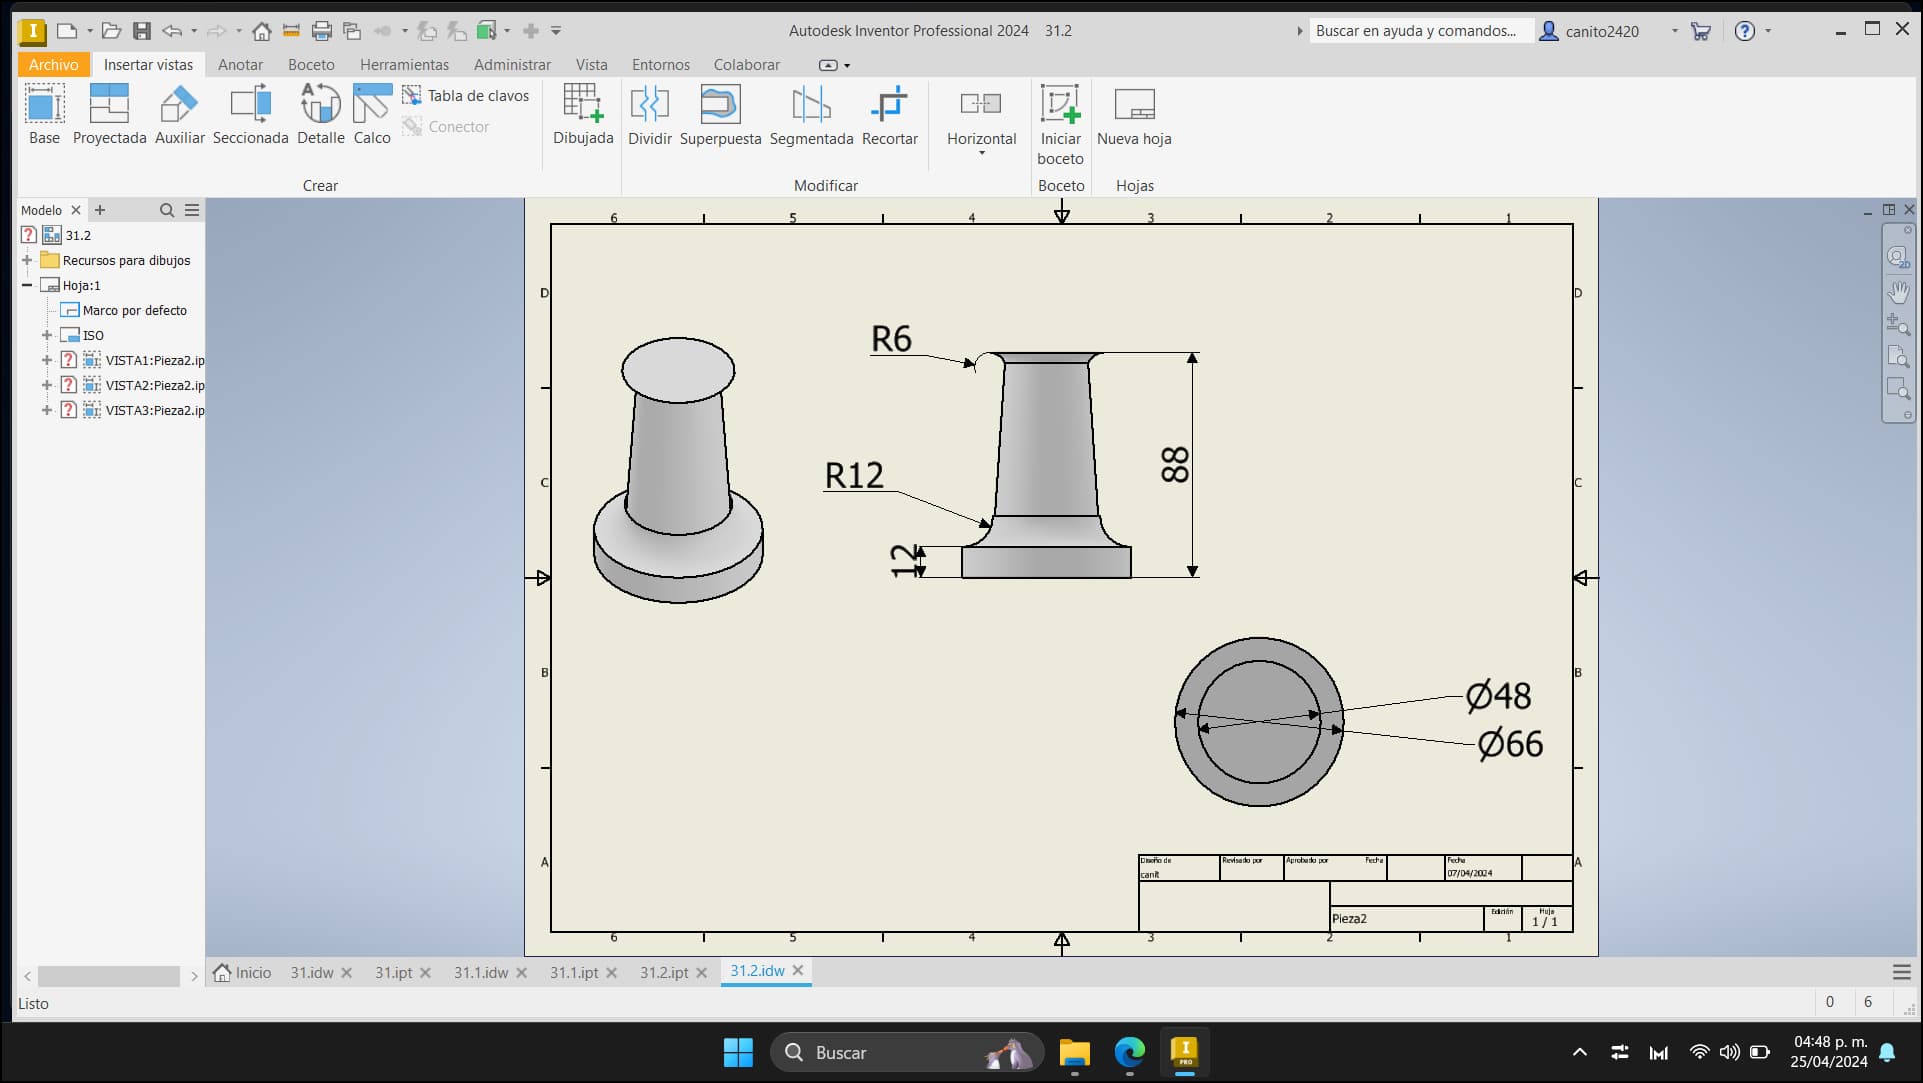 Autodesk Inventor Professional 2024 31.2
Buscar en ayuda y comandos...
canito2420
Archivo Insertar vistas Anotar Boceto Herramientas Administrar Vista Entornos Colaborar
Base Proyectada Auxiliar Seccionada Detalle Calco
Tabla de clavos
Conector
Dibujada Dividir Superpuesta Segmentada Recortar Horizontal
Iniciar boceto
Nueva hoja
Crear Modificar Boceto Hojas
Modelo
31.2
Recursos para dibujos
Hoja:1
Marco por defecto
ISO
VISTA1:Pieza2.ip
VISTA2:Pieza2.ip
VISTA3:Pieza2.ip
6 5 4 3 2 1
D D
C C
B B
A A
R6
R12
88
12
Ø48
Ø66
Diseño de
canit
Revisado por
Aprobado por
Fecha
Fecha
07/04/2024
Pieza2
Edición
Hoja
1 / 1
6 5 4 3 2 1
Inicio 31.idw 31.ipt 31.1.idw 31.1.ipt 31.2.ipt 31.2.idw
Listo
0 6
Buscar
04:48 p. m.
25/04/2024